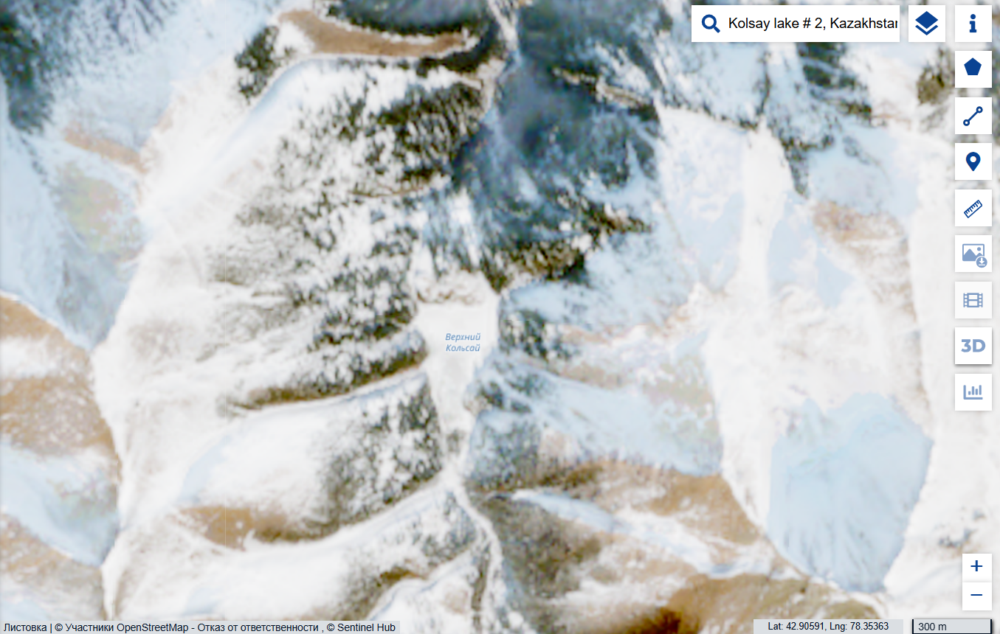 Kolsay lake # 2, Kazakhstan
3D
Верхний
Кольсай
Листовка | © Участники OpenStreetMap - Отказ от ответственности , © Sentinel Hub
Lat: 42.90591, Lng: 78.35363
300 m